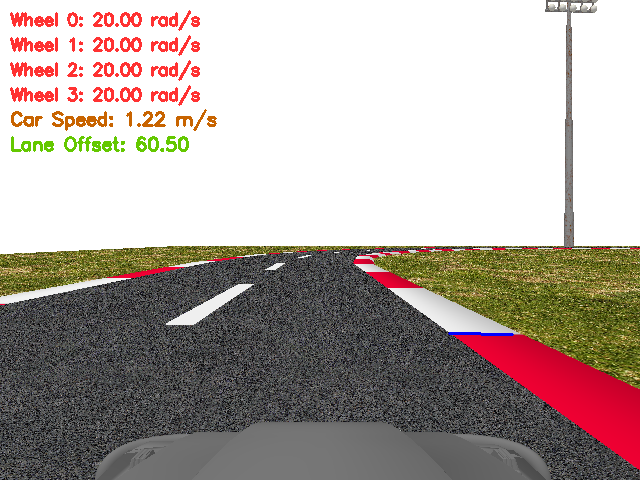 Wheel 0: 20.00 rad/s
Wheel 1: 20.00 rad/s
Wheel 2: 20.00 rad/s
Wheel 3: 20.00 rad/s
Car Speed: 1.22 m/s
Lane Offset: 60.50